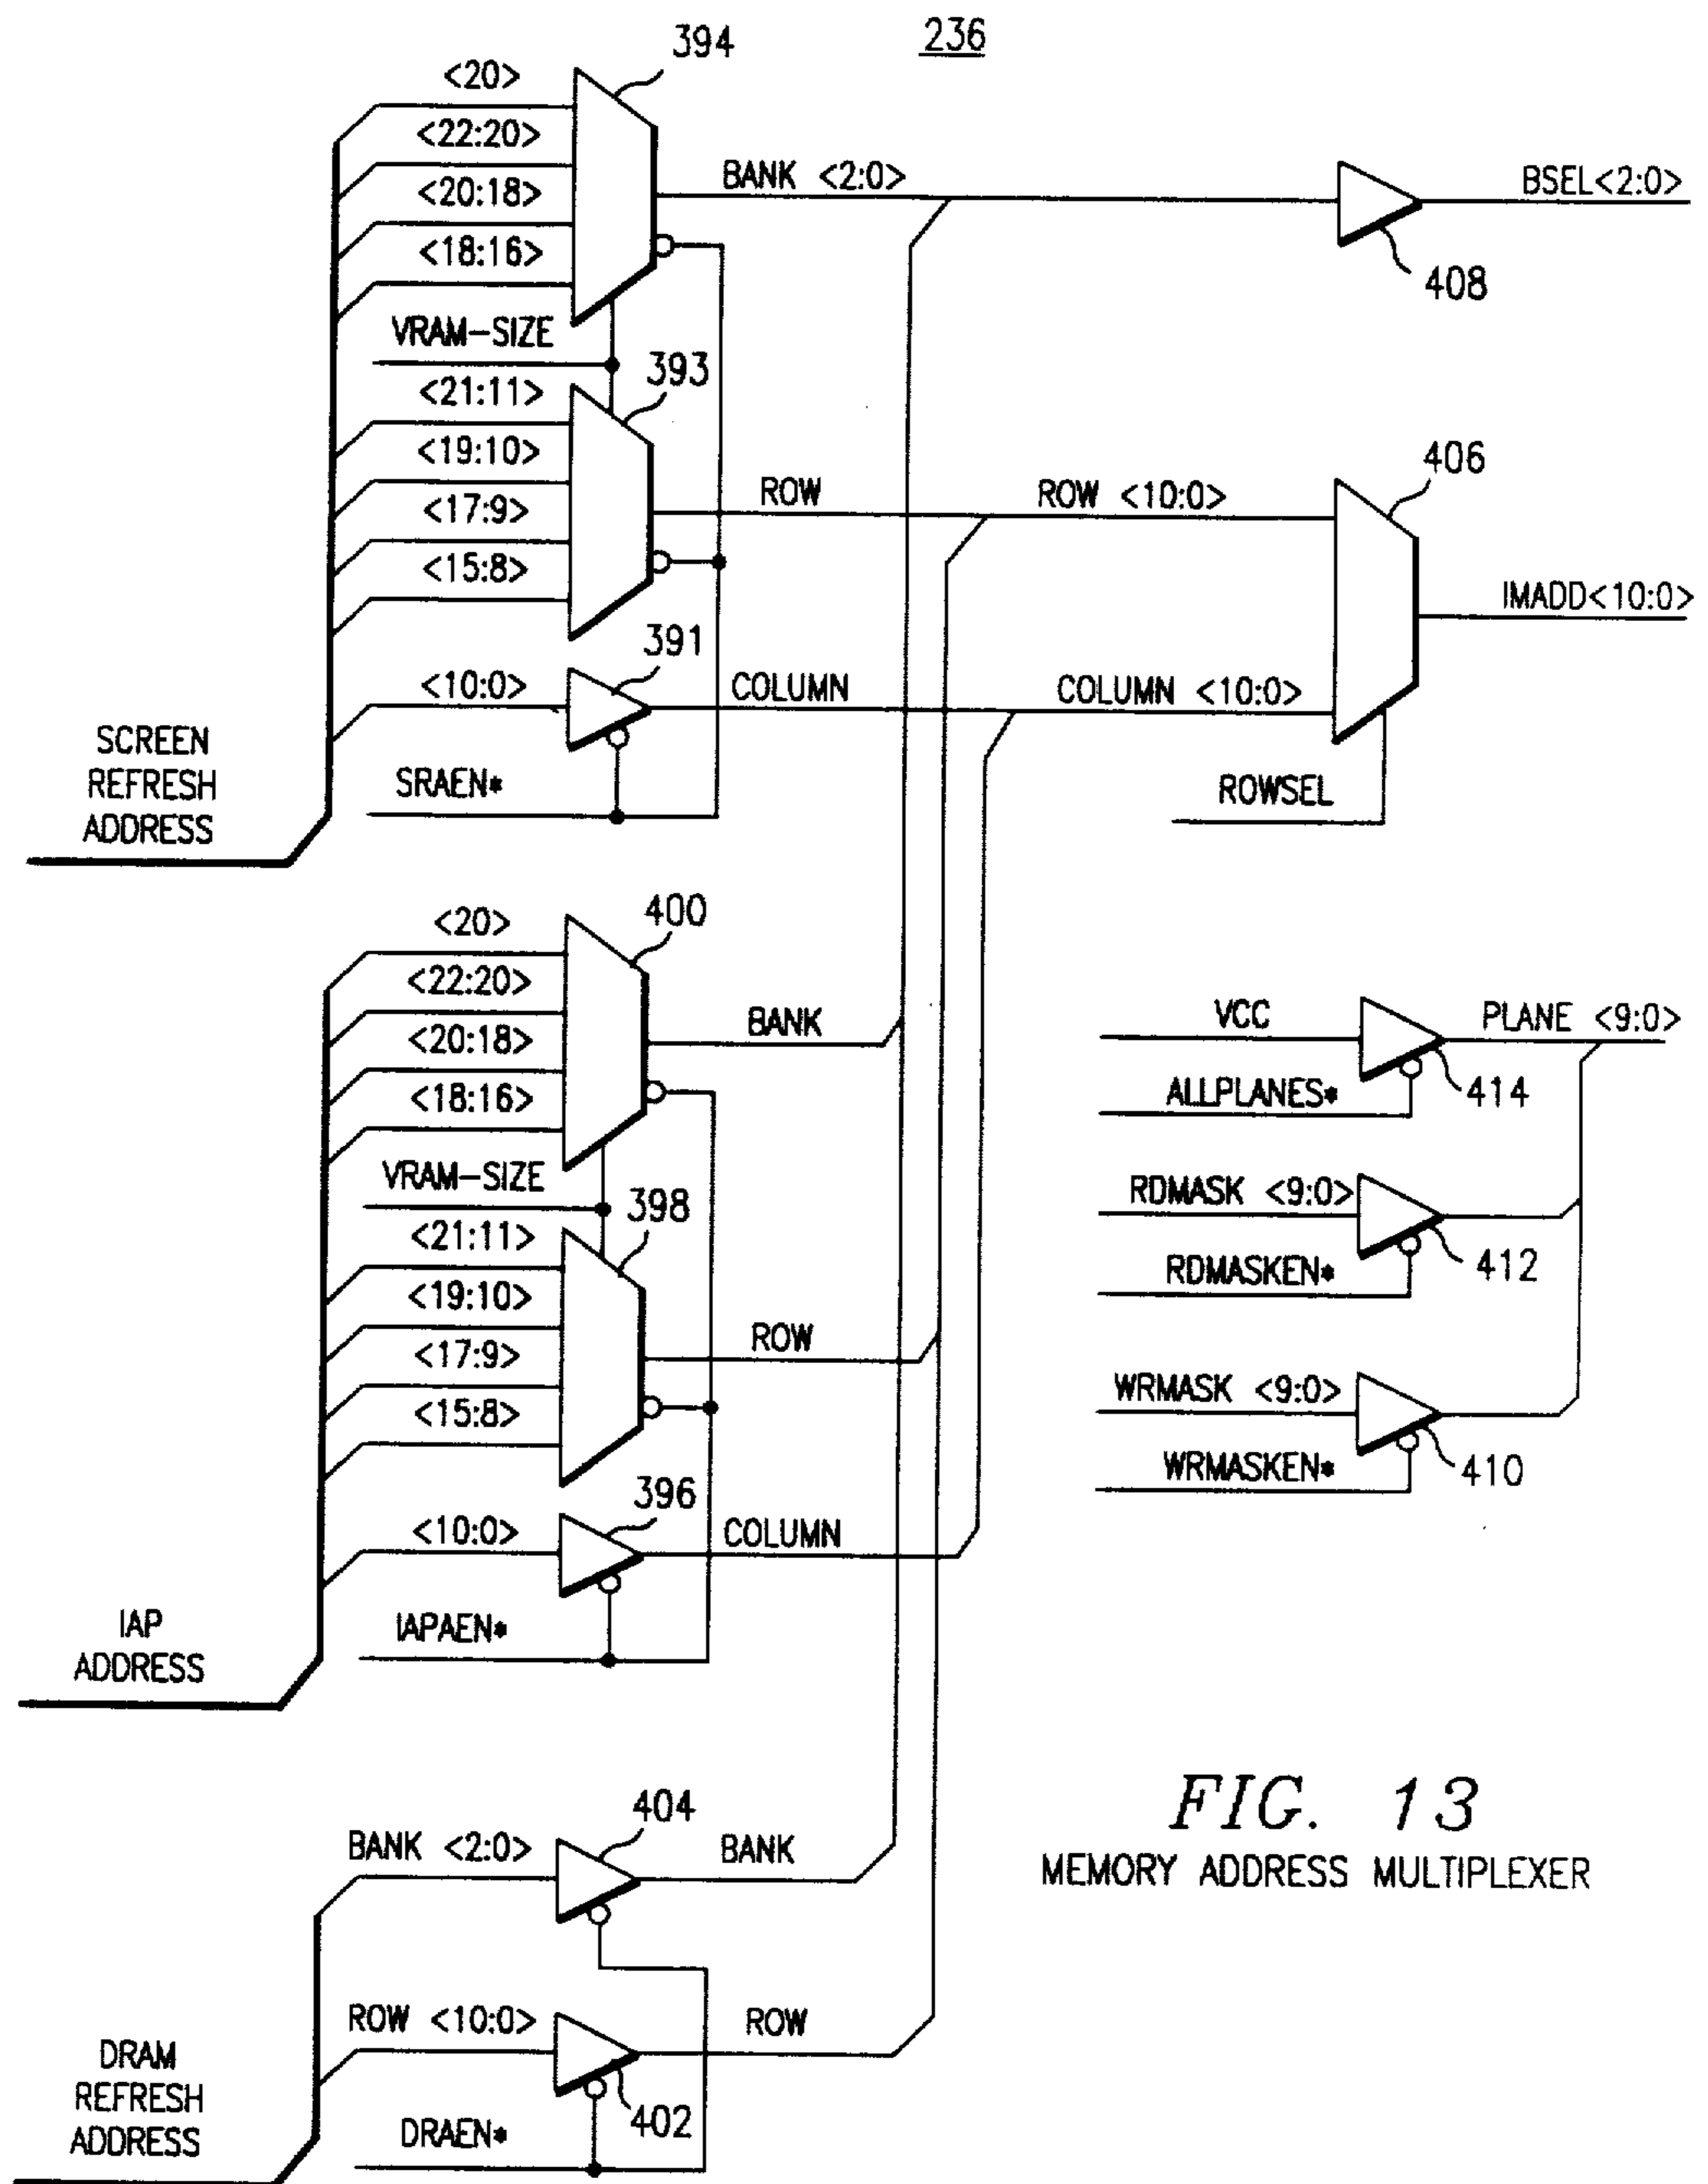 236
394
<20>
<22:20>
<20:18>
<18:16>
BANK <2:0>
BSEL<2:0>
408
VRAM-SIZE
393
<21:11>
<19:10>
<17:9>
<15:8>
ROW
ROW <10:0>
406
IMADD<10:0>
391
<10:0>
COLUMN
COLUMN <10:0>
SCREEN
REFRESH
ADDRESS
SRAEN*
ROWSEL
400
<20>
<22:20>
<20:18>
<18:16>
BANK
VCC
PLANE <9:0>
ALLPLANES*
414
VRAM-SIZE
398
<21:11>
<19:10>
<17:9>
<15:8>
ROW
RDMASK <9:0>
RDMASKEN*
412
WRMASK <9:0>
WRMASKEN*
410
396
<10:0>
COLUMN
IAP
ADDRESS
IAPAEN*
404
BANK <2:0>
BANK
ROW <10:0>
ROW
402
DRAM
REFRESH
ADDRESS
DRAEN*
FIG. 13
MEMORY ADDRESS MULTIPLEXER